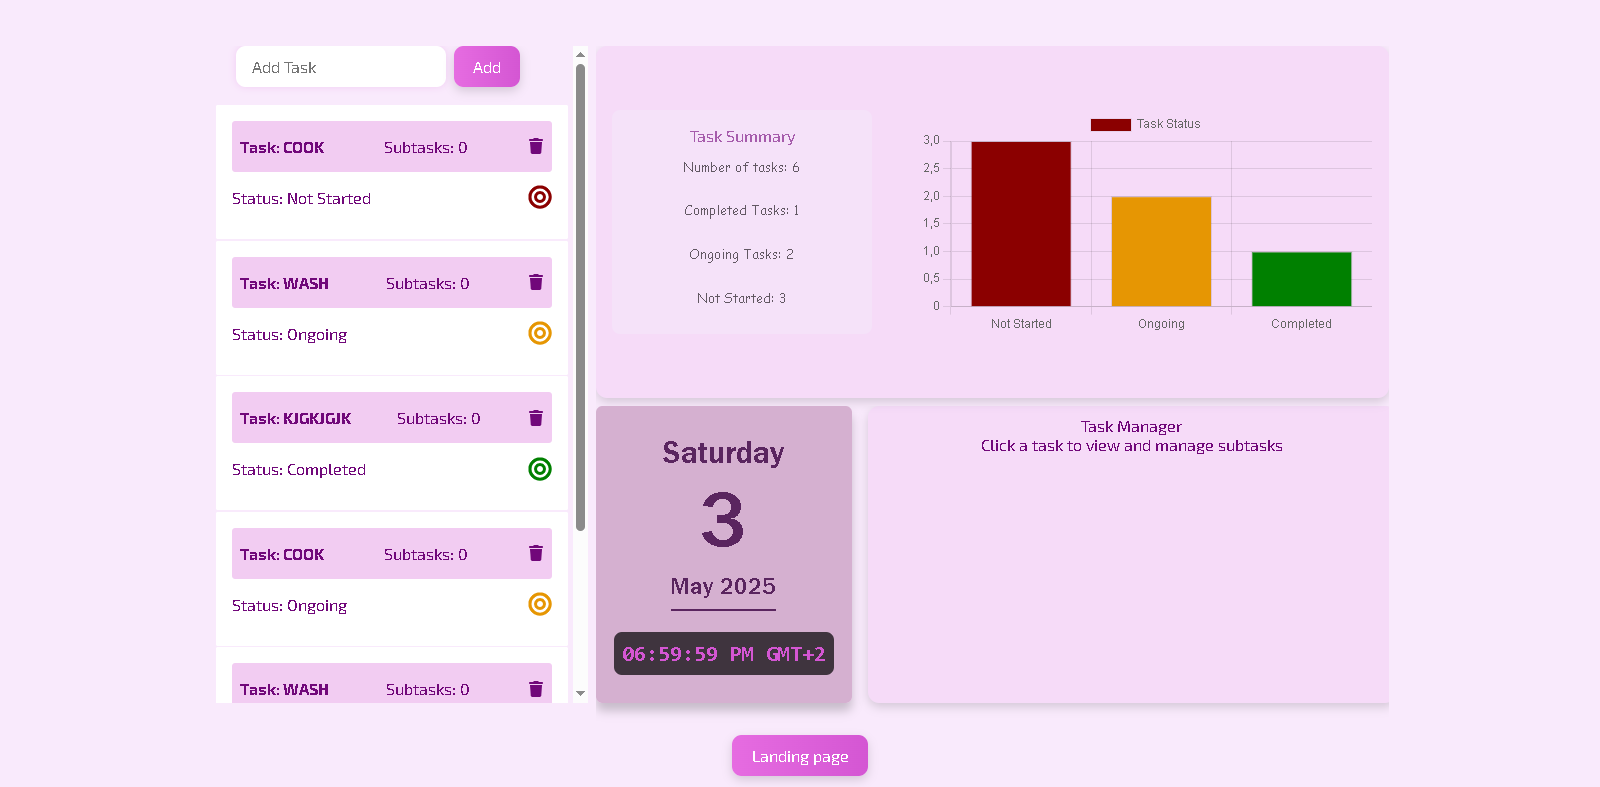 Add Task
Add
Task: COOK Subtasks: 0
Status: Not Started
Task: WASH Subtasks: 0
Status: Ongoing
Task: KJGKJGJK Subtasks: 0
Status: Completed
Task: COOK Subtasks: 0
Status: Ongoing
Task: WASH Subtasks: 0
Task Summary
Number of tasks: 6
Completed Tasks: 1
Ongoing Tasks: 2
Not Started: 3
Task Status
3,0
2,5
2,0
1,5
1,0
0,5
0
Not Started Ongoing Completed
Saturday
3
May 2025
06:59:59 PM GMT+2
Task Manager
Click a task to view and manage subtasks
Landing page